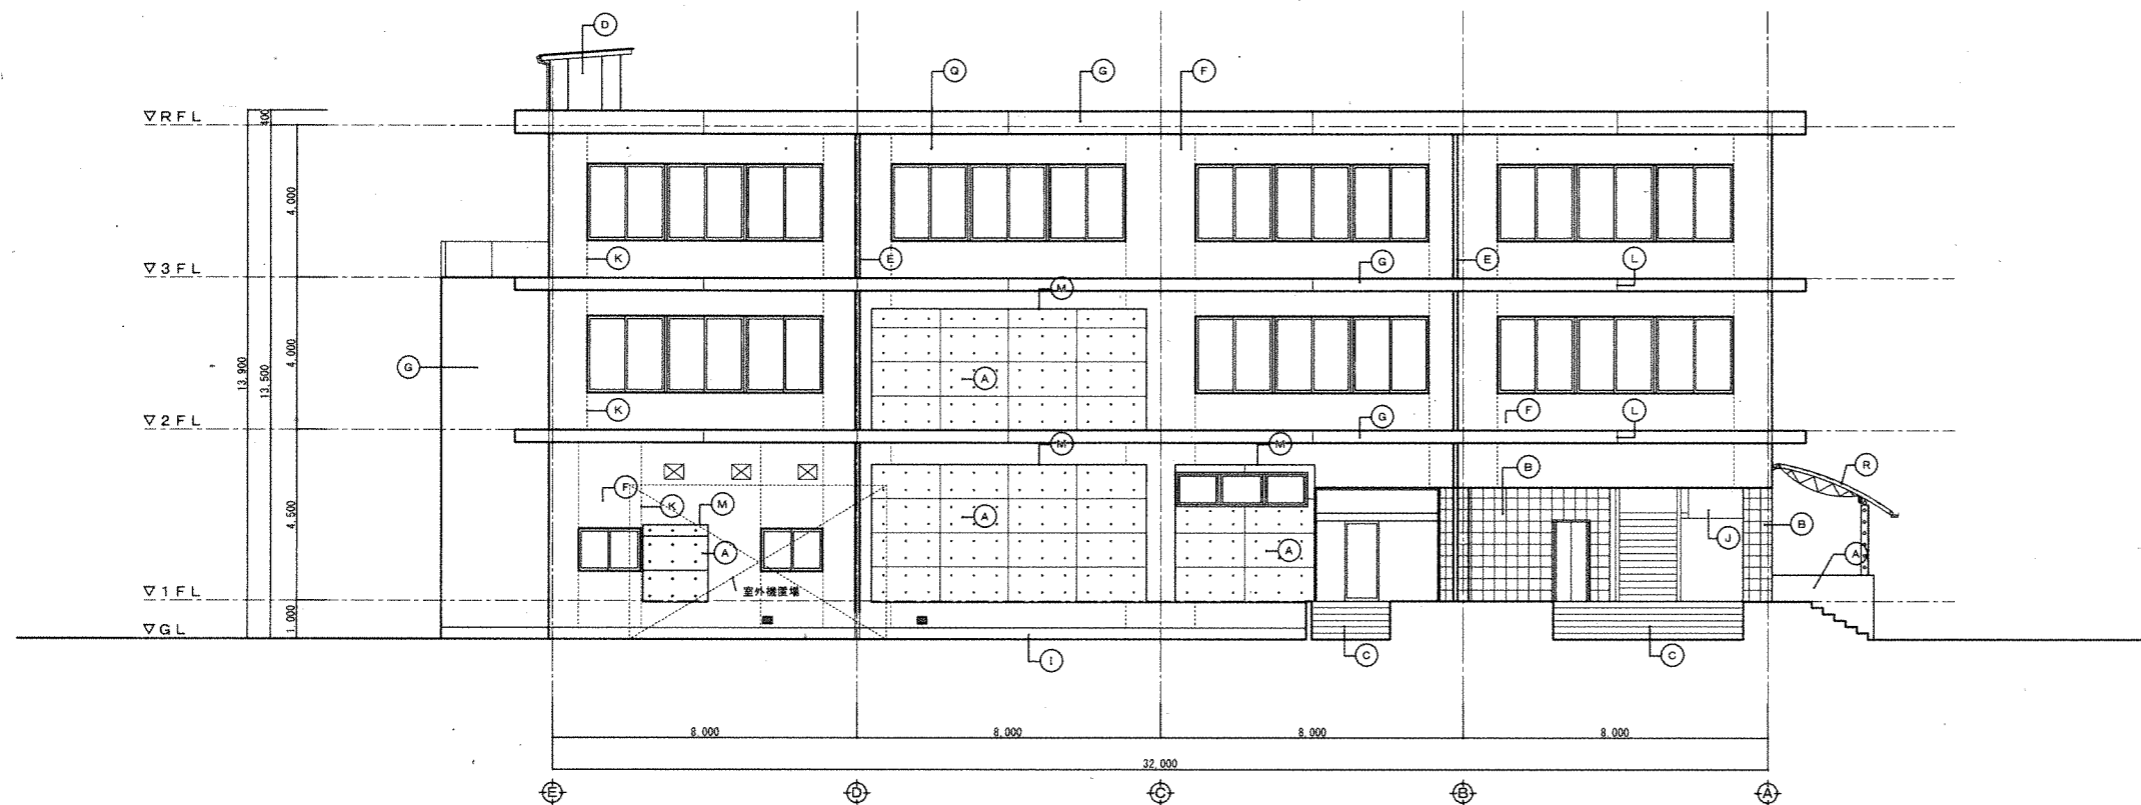 D
Q
G
F
▽RFL
400
4,000
K
E
G
E
L
▽3FL
M
4,000
13,900
13,500
G
A
K
F
L
G
▽2FL
M
M
B
R
F
K
M
4,500
A
A
A
B
J
A
室外機置場
▽1FL
1,000
▽GL
I
C
C
8,000
8,000
8,000
8,000
32,000
E
D
C
B
A